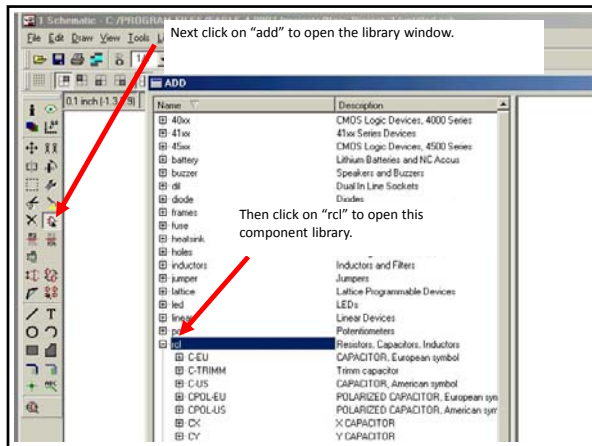 1 Schematic - C:/PROGRAM FILES/EAGLE
Next click on “add” to open the library window.
File Edit Draw View Tools
ADD
0.1 inch (-1.3
Name Description
40xx CMOS Logic Devices, 4000 Series
41xx 41xx Series Devices
45xx CMOS Logic Devices, 4500 Series
battery Lithium Batteries and NC Accus
buzzer Speakers and Buzzers
dil Dual In Line Sockets
diode Diodes
frames
fuse
Then click on “rcl” to open this
component library.
heatsink
holes
inductors Inductors and Filters
jumper Jumpers
lattice Lattice Programmable Devices
led LEDs
linear Linear Devices
Potentiometers
rcl Resistors, Capacitors, Inductors
C-EU CAPACITOR, European symbol
C-TRIMM Trimm capacitor
C-US CAPACITOR, American symbol
CPOL-EU POLARIZED CAPACITOR, European syn
CPOL-US POLARIZED CAPACITOR, American syn
CX X CAPACITOR
CY Y CAPACITOR